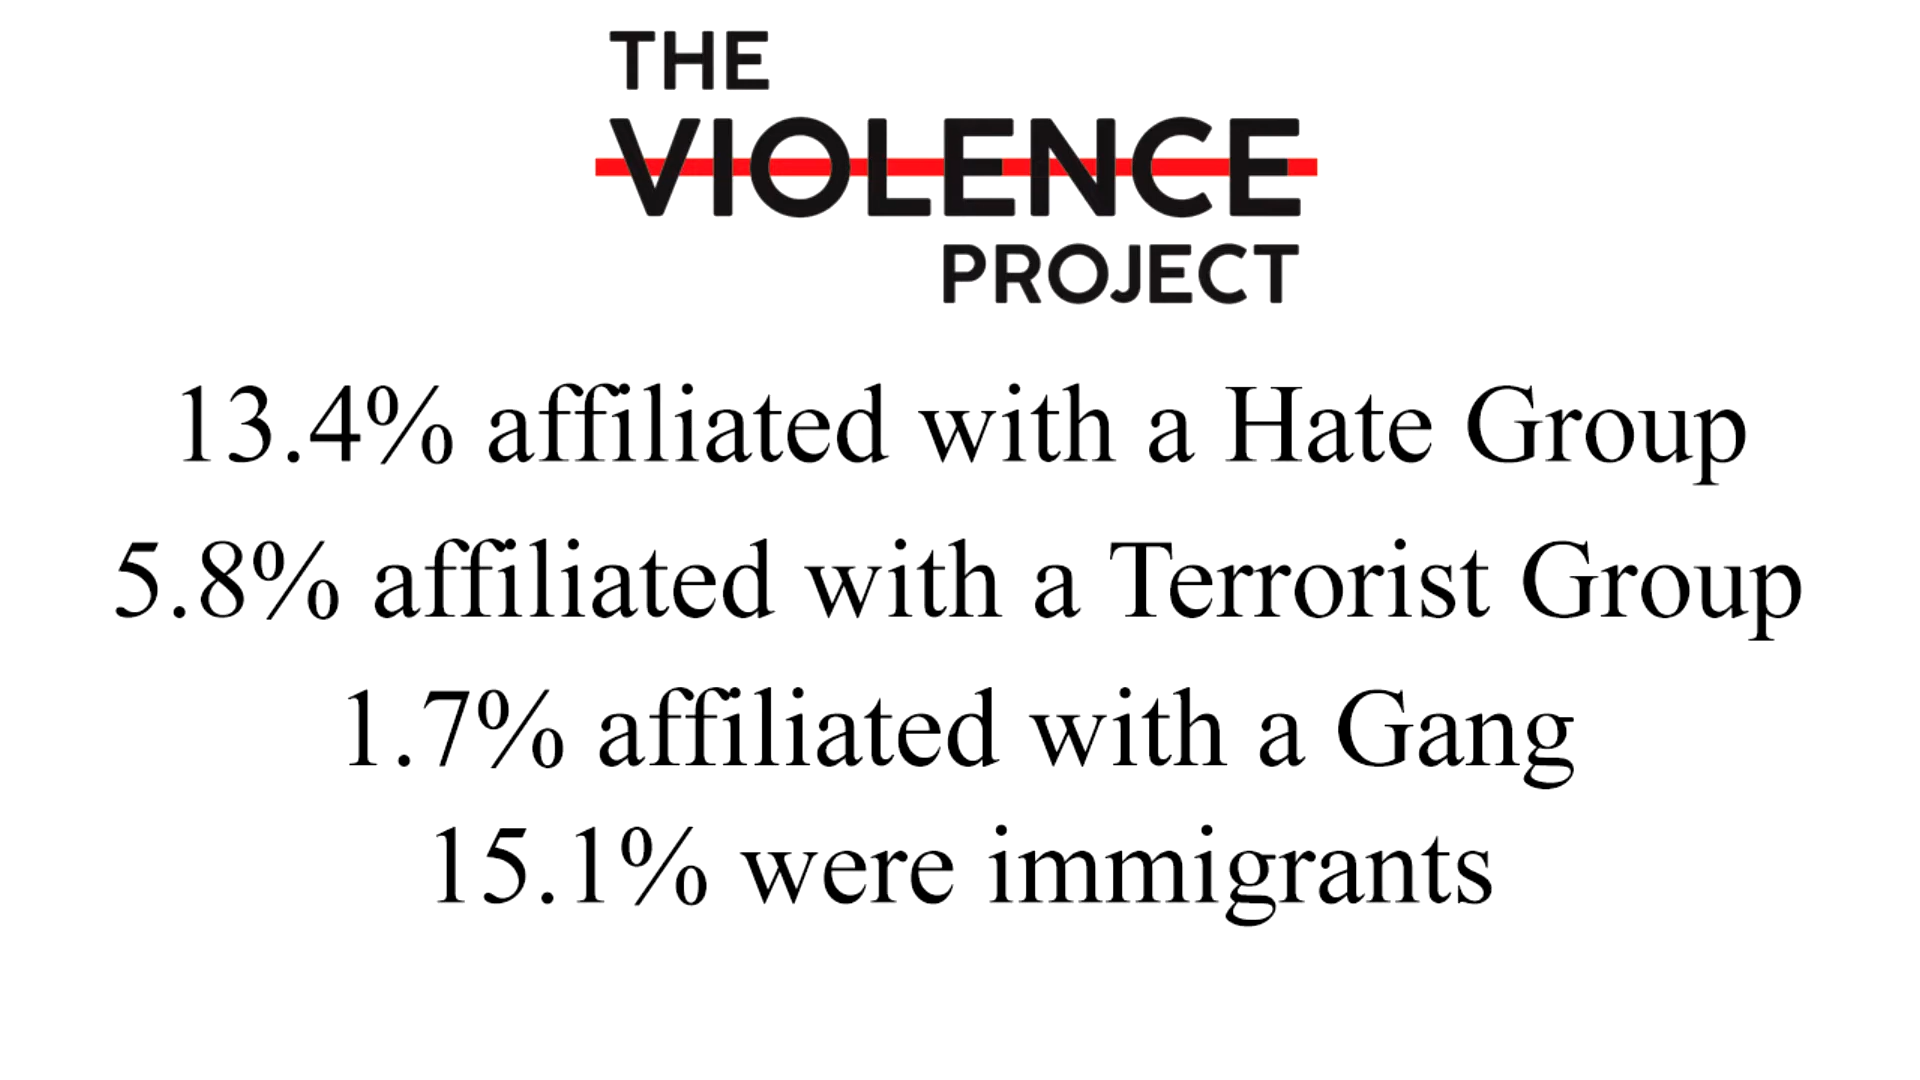 THE
VIOLENCE
PROJECT
13.4% affiliated with a Hate Group
5.8% affiliated with a Terrorist Group
1.7% affiliated with a Gang
15.1% were immigrants